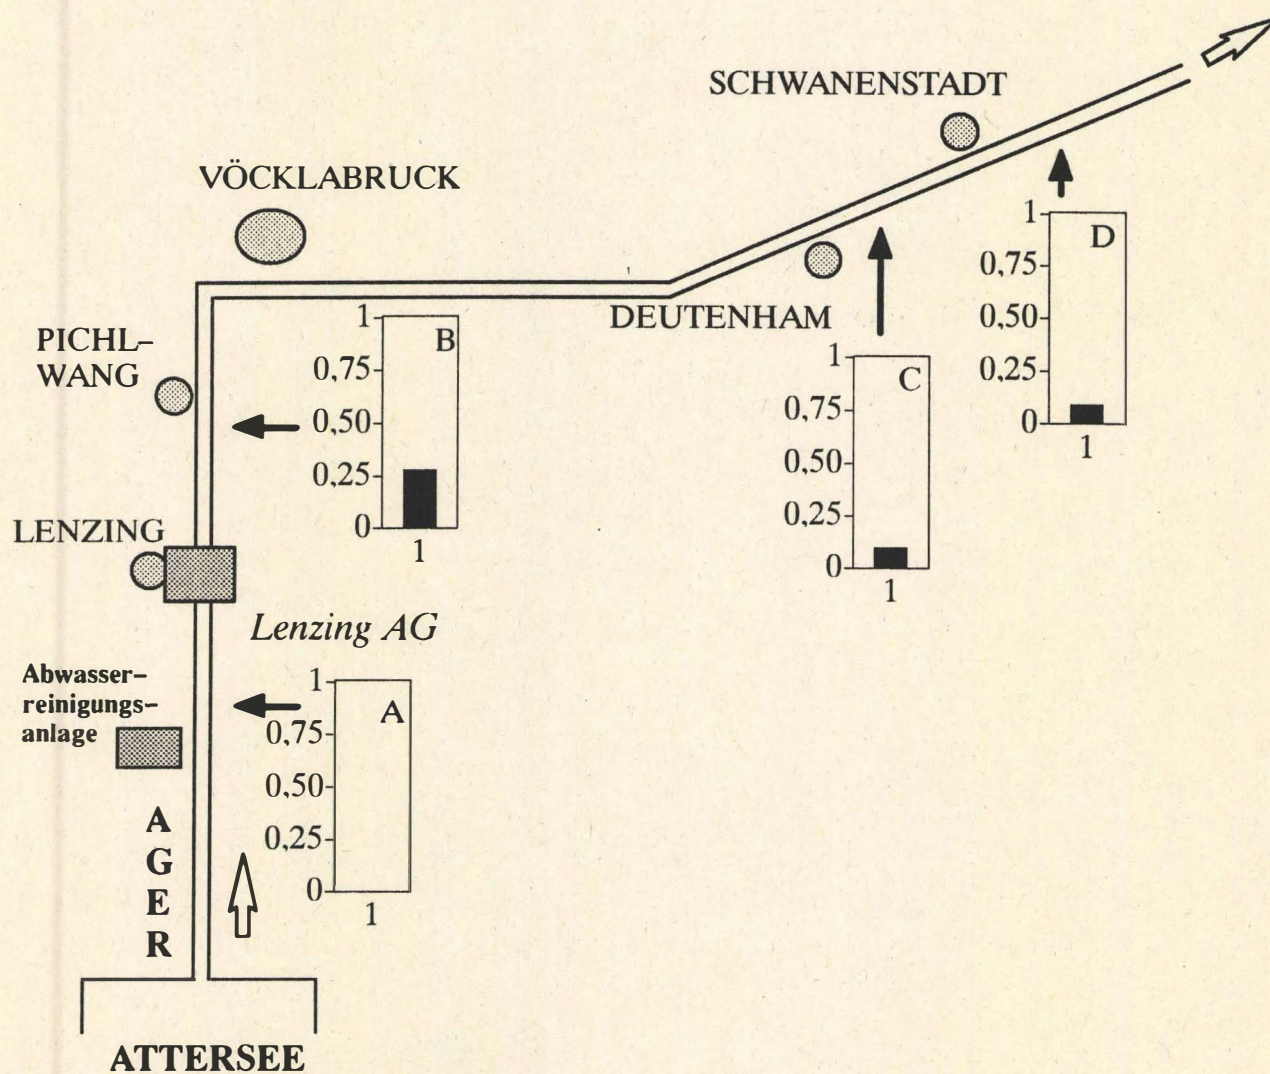 SCHWANENSTADT
VÖCKLABRUCK
1
D
0,75
0,50
0,25
0
1
DEUTENHAM
1
B
0,75
0,50
0,25
0
1
PICHL-
WANG
1
C
0,75
0,50
0,25
0
1
LENZING
Lenzing AG
Abwasser-
reinigungs-
anlage
1
A
0,75
0,50
0,25
0
1
A
G
E
R
ATTERSEE